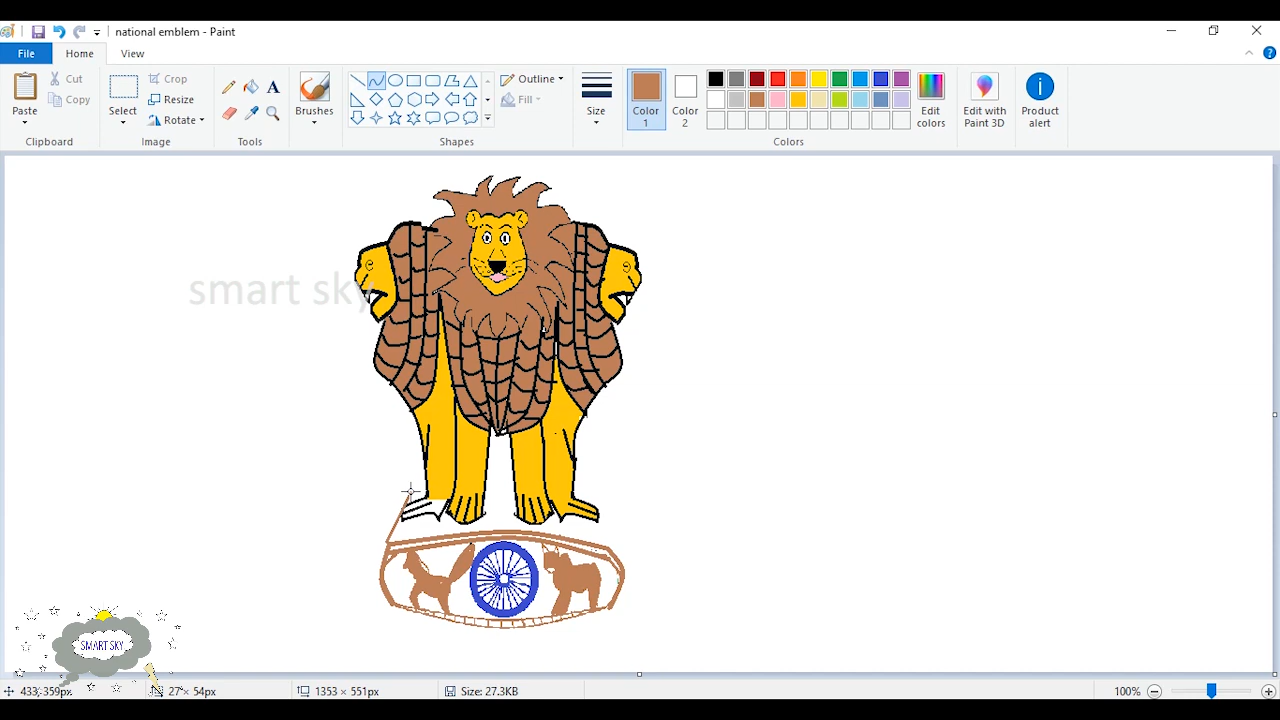 national emblem - Paint
File
Home
View
Paste
Cut
Copy
Clipboard
Select
Crop
Resize
Rotate
Image
A
Tools
Brushes
Shapes
Outline
Fill
Size
Color 1
Color 2
Edit colors
Colors
Edit with Paint 3D
Product alert
smart sky
SMART SKY
433, 359px
27 × 54px
1353 × 551px
Size: 27.3KB
100%